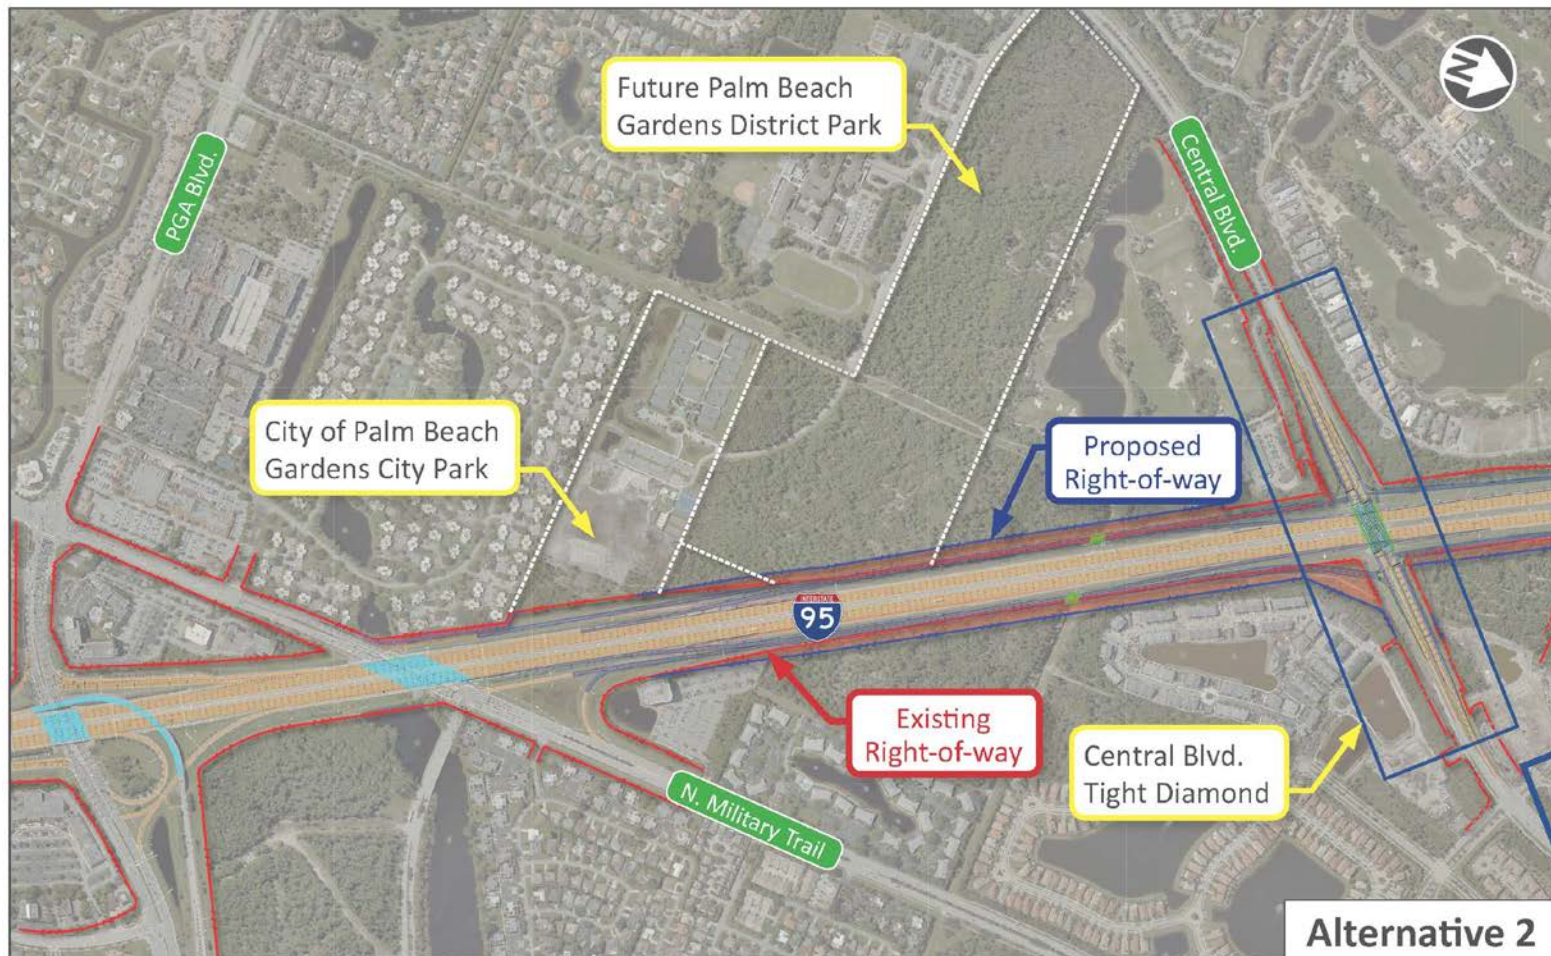 N
Future Palm Beach
Gardens District Park
PGA Blvd.
Central Blvd.
City of Palm Beach
Gardens City Park
Proposed
Right-of-way
INTERSTATE
95
Existing
Right-of-way
Central Blvd.
Tight Diamond
N. Military Trail
Alternative 2